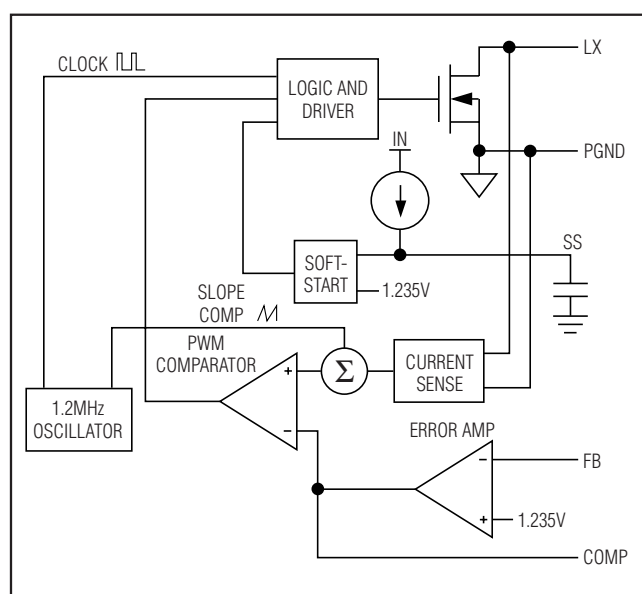 CLOCK
LOGIC AND
DRIVER
LX
PGND
IN
SS
SOFT-
START
1.235V
SLOPE
COMP
PWM
COMPARATOR
+
−
Σ
CURRENT
SENSE
1.2MHz
OSCILLATOR
ERROR AMP
−
FB
+
1.235V
COMP